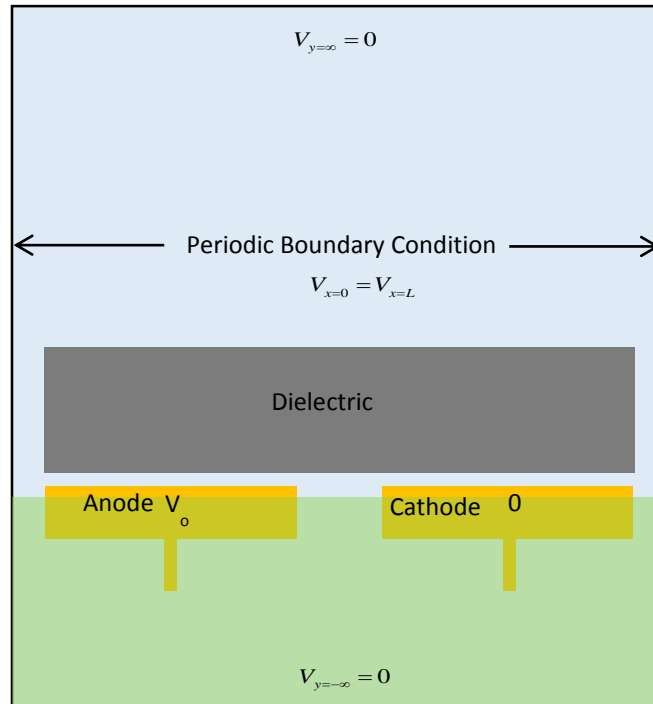 V_{y=∞} = 0
Periodic Boundary Condition
V_{x=0} = V_{x=L}
Dielectric
Anode V_o
Cathode 0
V_{y=-∞} = 0